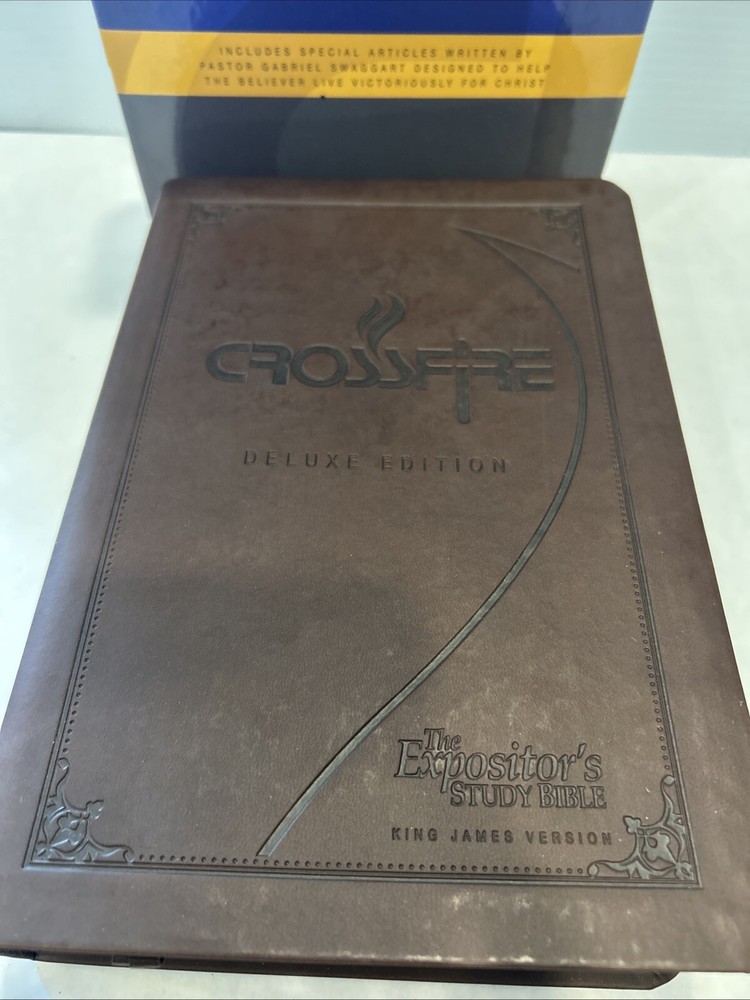 INCLUDES SPECIAL ARTICLES WRITTEN BY
PASTOR GABRIEL SWAGGART DESIGNED TO HELP
THE BELIEVER LIVE VICTORIOUSLY FOR CHRIST
CROSSFIRE
DELUXE EDITION
The
Expositor's
STUDY BIBLE
KING JAMES VERSION